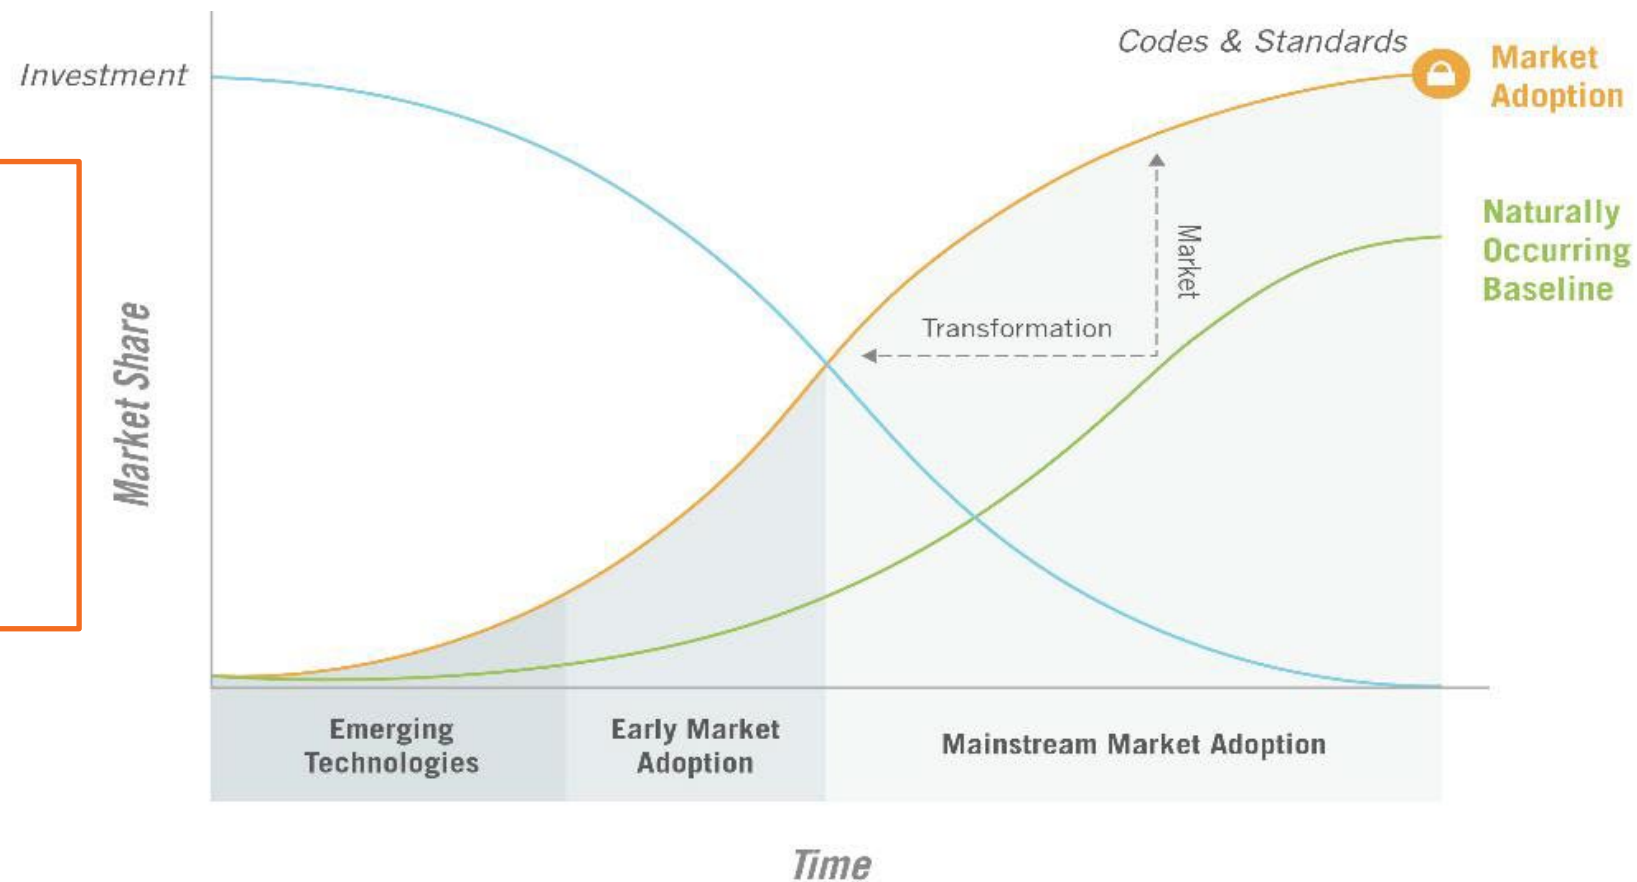 Codes & Standards
Investment
Market
Adoption
Naturally
Occurring
Baseline
Market
Transformation
Market Share
Emerging
Technologies
Early Market
Adoption
Mainstream Market Adoption
Time